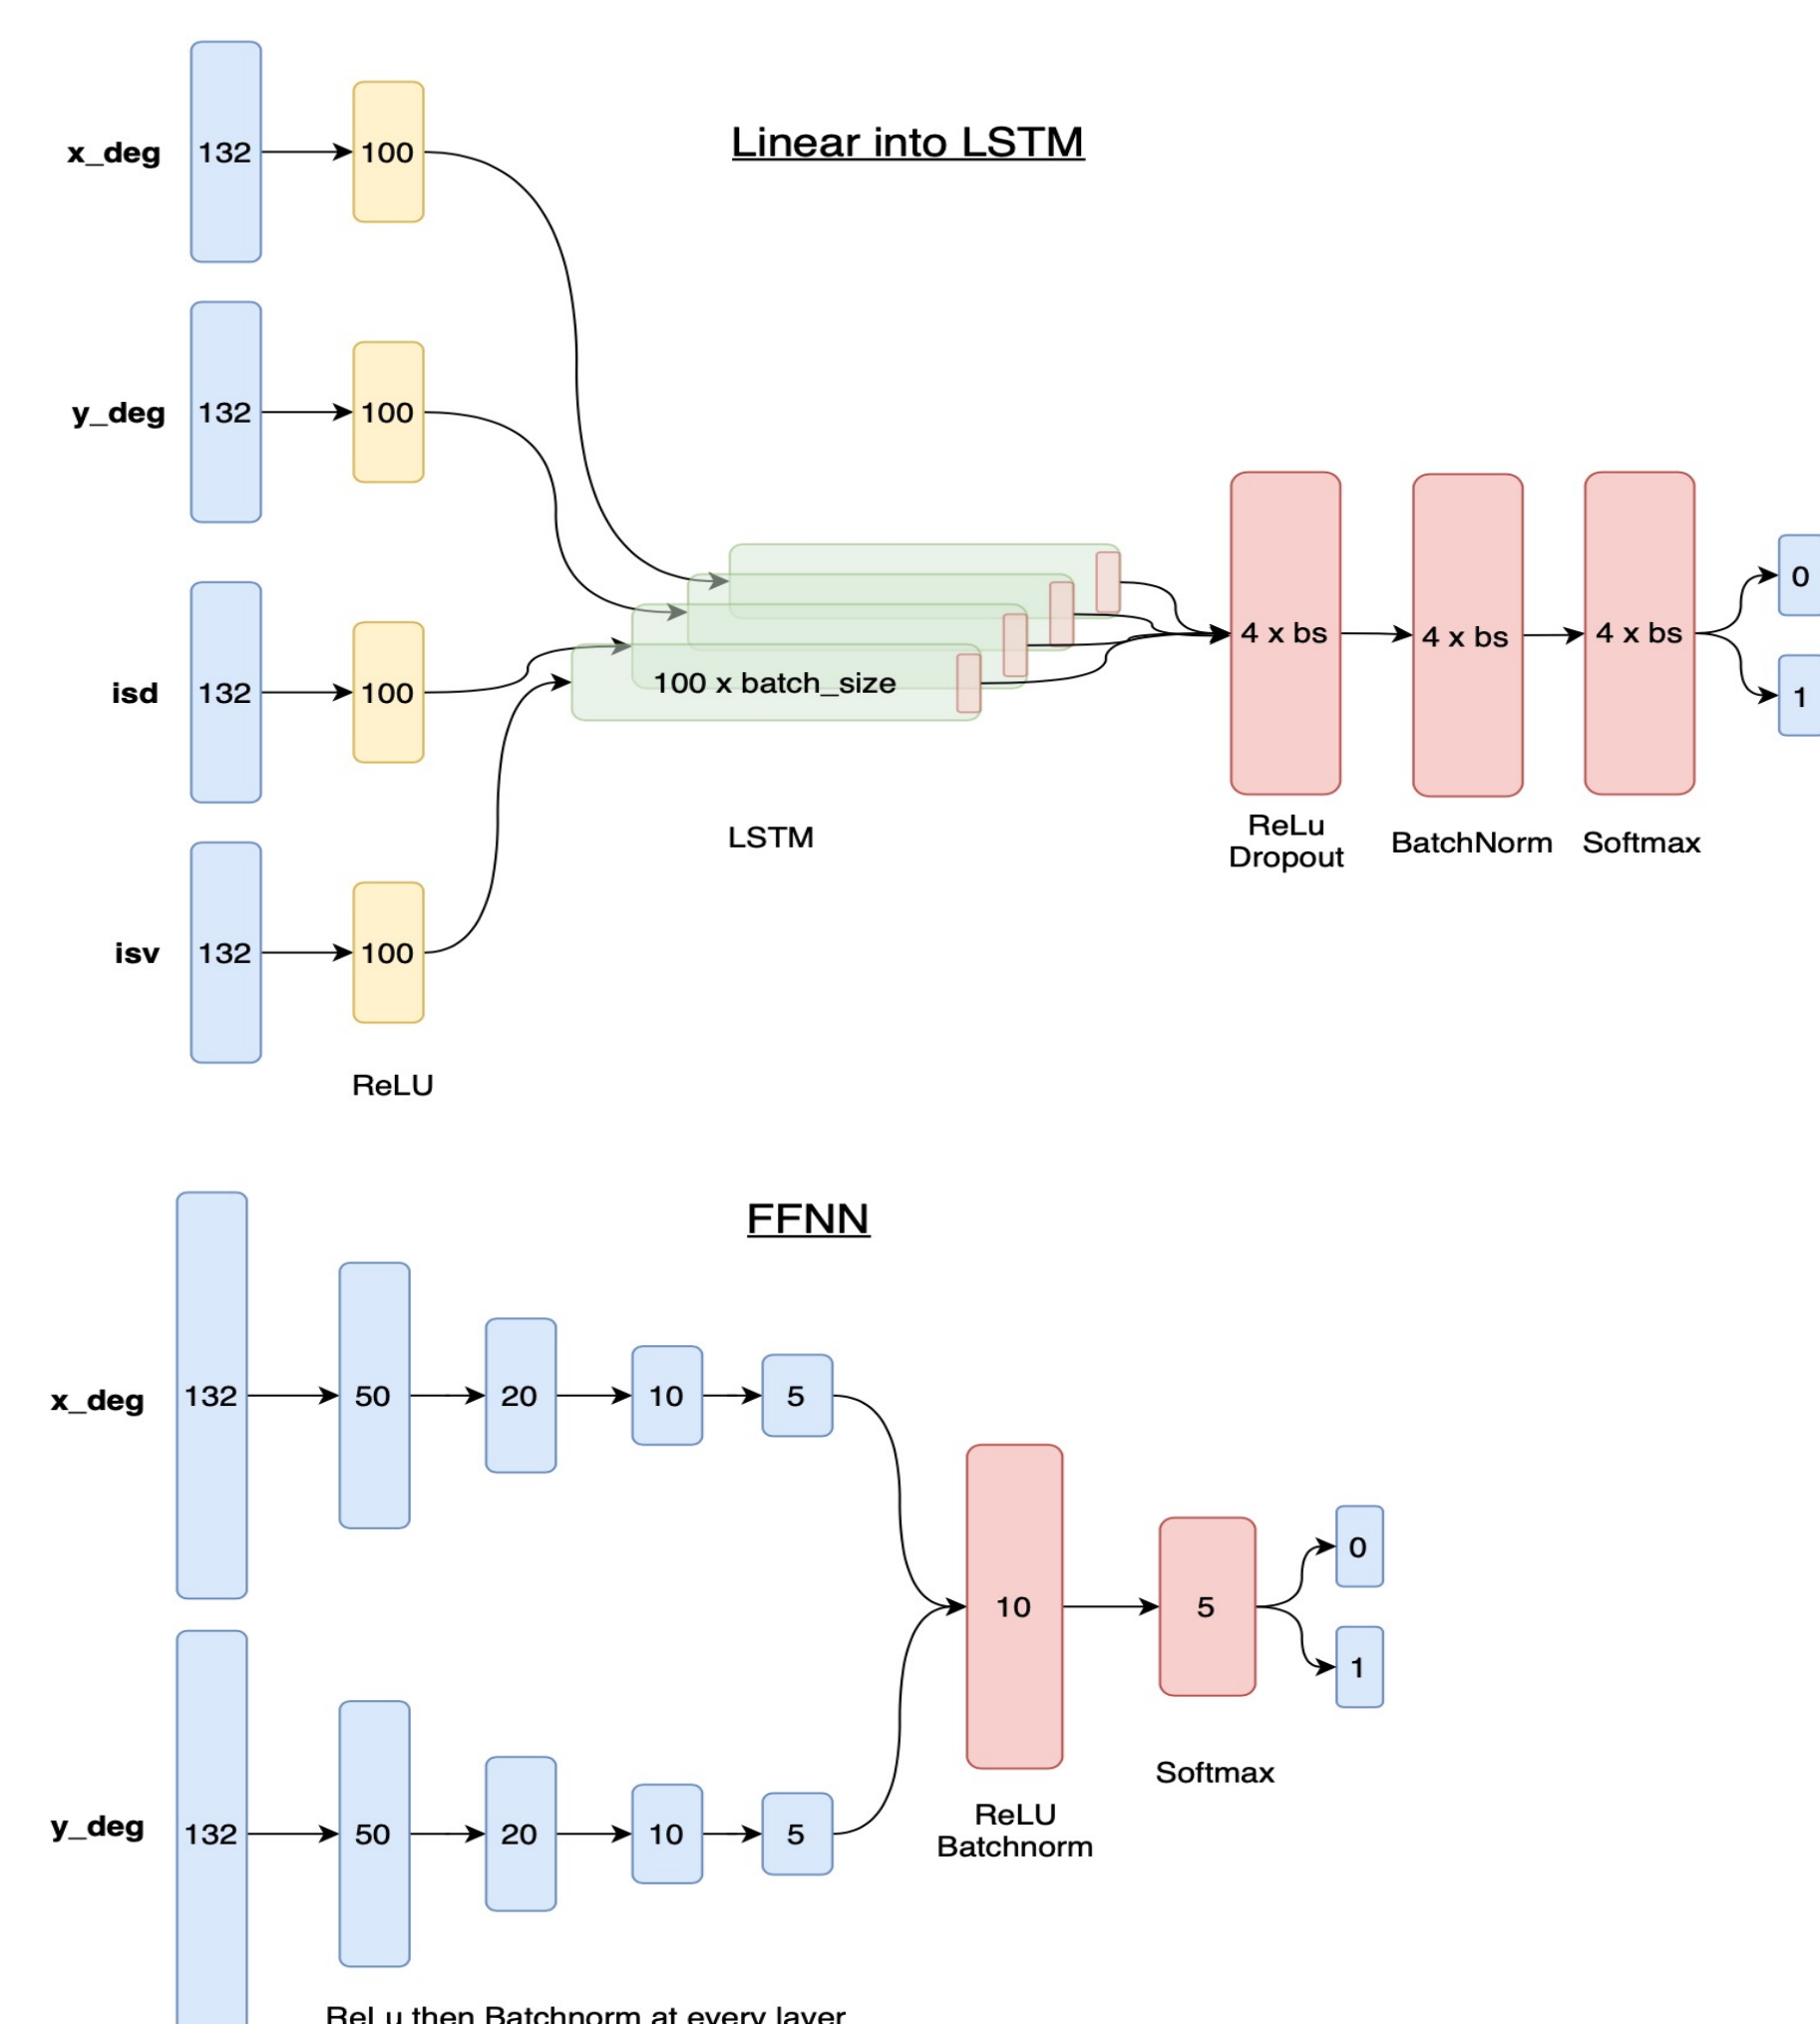 Linear into LSTM
x_deg
132
100
y_deg
132
100
isd
132
100
isv
132
100
ReLU
100 x batch_size
LSTM
4 x bs
ReLu
Dropout
4 x bs
BatchNorm
4 x bs
Softmax
0
1
FFNN
x_deg
132
50
20
10
5
y_deg
132
50
20
10
5
ReLu then Batchnorm at every layer
10
ReLU
Batchnorm
5
Softmax
0
1